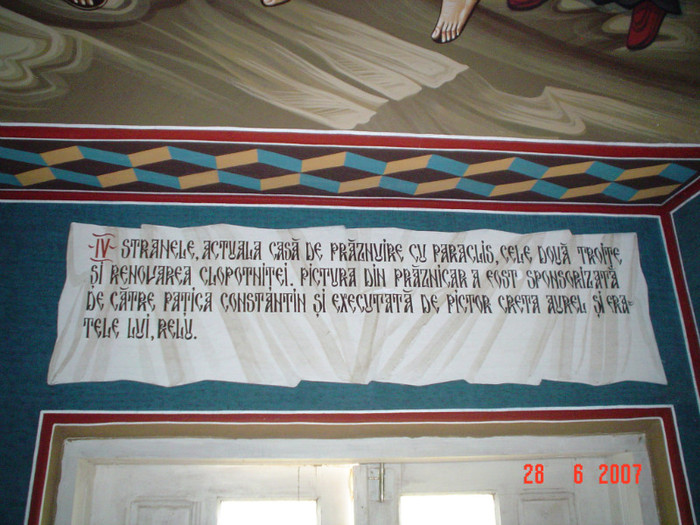 IV STRANELE, ACTUALA CASĂ DE PRĂZNUIRE CU PARACLIS, CELE DOUĂ TROIȚE
ȘI RENOVAREA CLOPOTNIȚEI. PICTURA DIN PRĂZNICAR A FOST SPONSORIZATĂ
DE CĂTRE PAȚICA CONSTANTIN ȘI EXECUTATĂ DE PICTOR CREȚA AUREL ȘI FRA-
TELE LUI, RELU.
28 6 2007